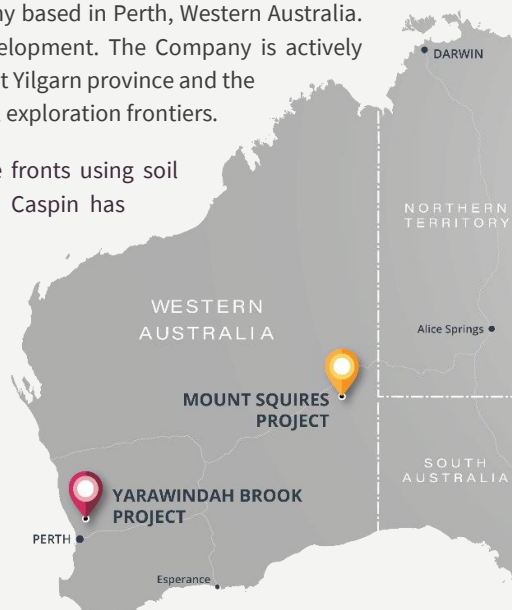 ny based in Perth, Western Australia.
elopment. The Company is actively
t Yilgarn province and the
exploration frontiers.
e fronts using soil
Caspin has
DARWIN
NORTHERN
TERRITORY
WESTERN
AUSTRALIA
Alice Springs
MOUNT SQUIRES
PROJECT
SOUTH
AUSTRALIA
YARAWINDAH BROOK
PROJECT
PERTH
Esperance